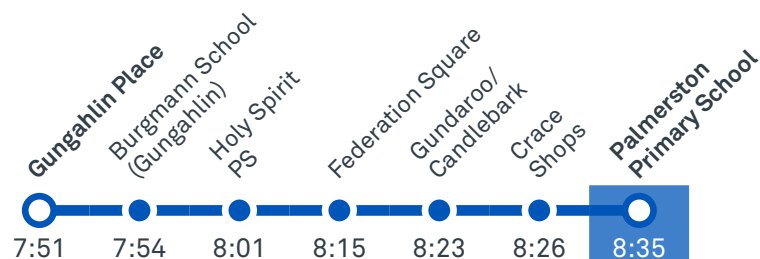 Gungahlin Place
Burgmann School
(Gungahlin)
Holy Spirit
PS
Federation Square
Gundaroo/
Candlebark
Crace
Shops
Palmerston
Primary School
7:51 7:54 8:01 8:15 8:23 8:26 8:35